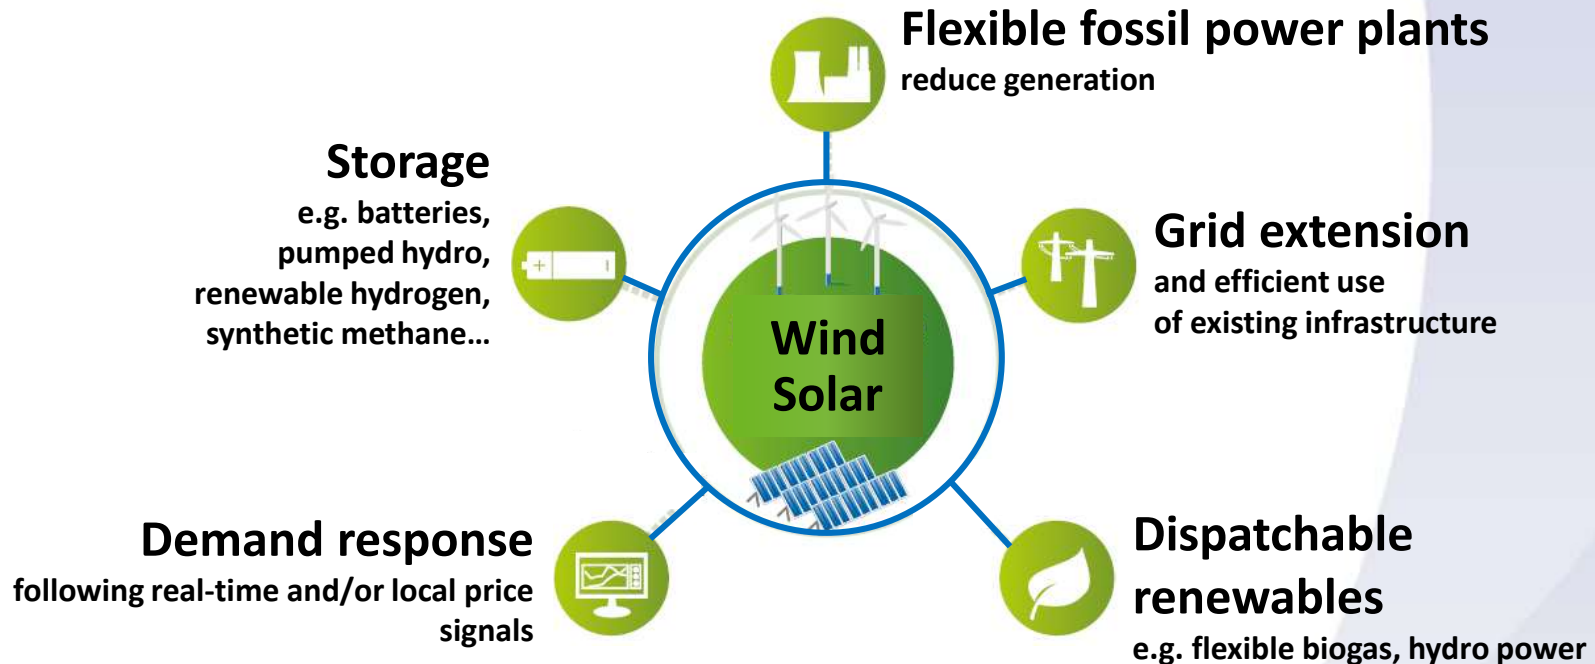 Flexible fossil power plants
reduce generation
Storage
e.g. batteries,
pumped hydro,
renewable hydrogen,
synthetic methane...
Grid extension
and efficient use
of existing infrastructure
Wind
Solar
Demand response
following real-time and/or local price
signals
Dispatchable
renewables
e.g. flexible biogas, hydro power